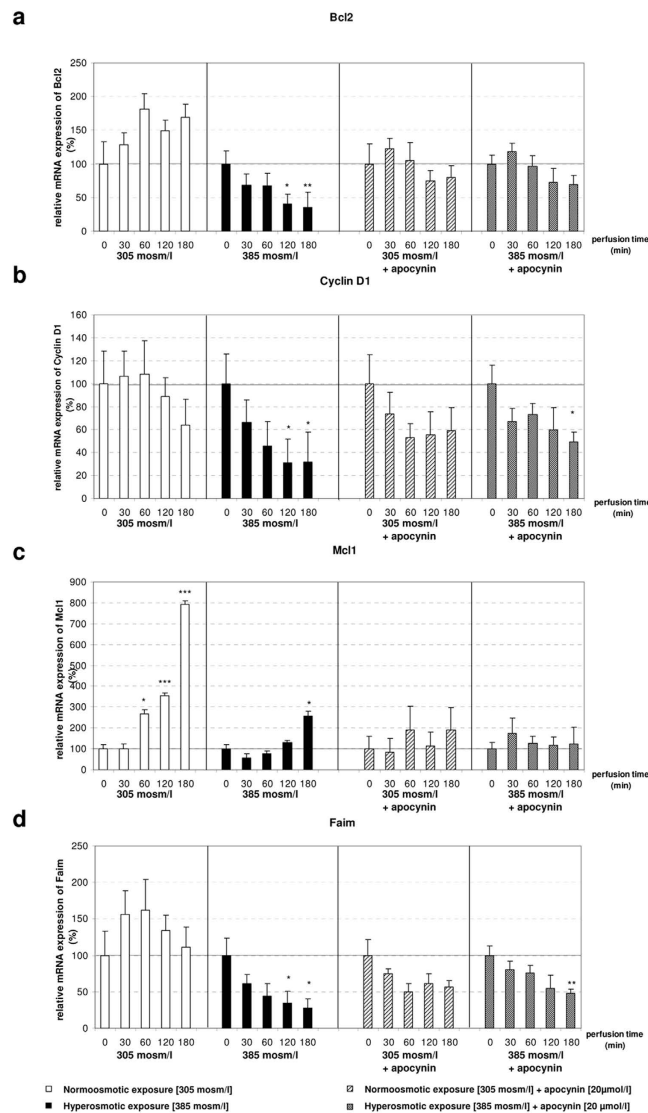 a
Bcl2
relative mRNA expression of Bcl2
(%)
250
200
150
100
50
0
* **
0 30 60 120 180 0 30 60 120 180 0 30 60 120 180 0 30 60 120 180
perfusion time
(min)
305 mosm/l 385 mosm/l 305 mosm/l 385 mosm/l
+ apocynin + apocynin
b
Cyclin D1
relative mRNA expression of Cyclin D1
(%)
160
140
120
100
80
60
40
20
0
* * *
0 30 60 120 180 0 30 60 120 180 0 30 60 120 180 0 30 60 120 180
perfusion time
(min)
305 mosm/l 385 mosm/l 305 mosm/l 385 mosm/l
+ apocynin + apocynin
c
Mcl1
relative mRNA expression of Mcl1
(%)
900
800
700
600
500
400
300
200
100
0
* *** *** *
0 30 60 120 180 0 30 60 120 180 0 30 60 120 180 0 30 60 120 180
perfusion time
(min)
305 mosm/l 385 mosm/l 305 mosm/l 385 mosm/l
+ apocynin + apocynin
d
Faim
relative mRNA expression of Faim
(%)
250
200
150
100
50
0
* * **
0 30 60 120 180 0 30 60 120 180 0 30 60 120 180 0 30 60 120 180
perfusion time
(min)
305 mosm/l 385 mosm/l 305 mosm/l 385 mosm/l
+ apocynin + apocynin
Normoosmotic exposure [305 mosm/l] Normoosmotic exposure [305 mosm/l] + apocynin [20µmol/l]
Hyperosmotic exposure [385 mosm/l] Hyperosmotic exposure [385 mosm/l] + apocynin [20 µmol/l]